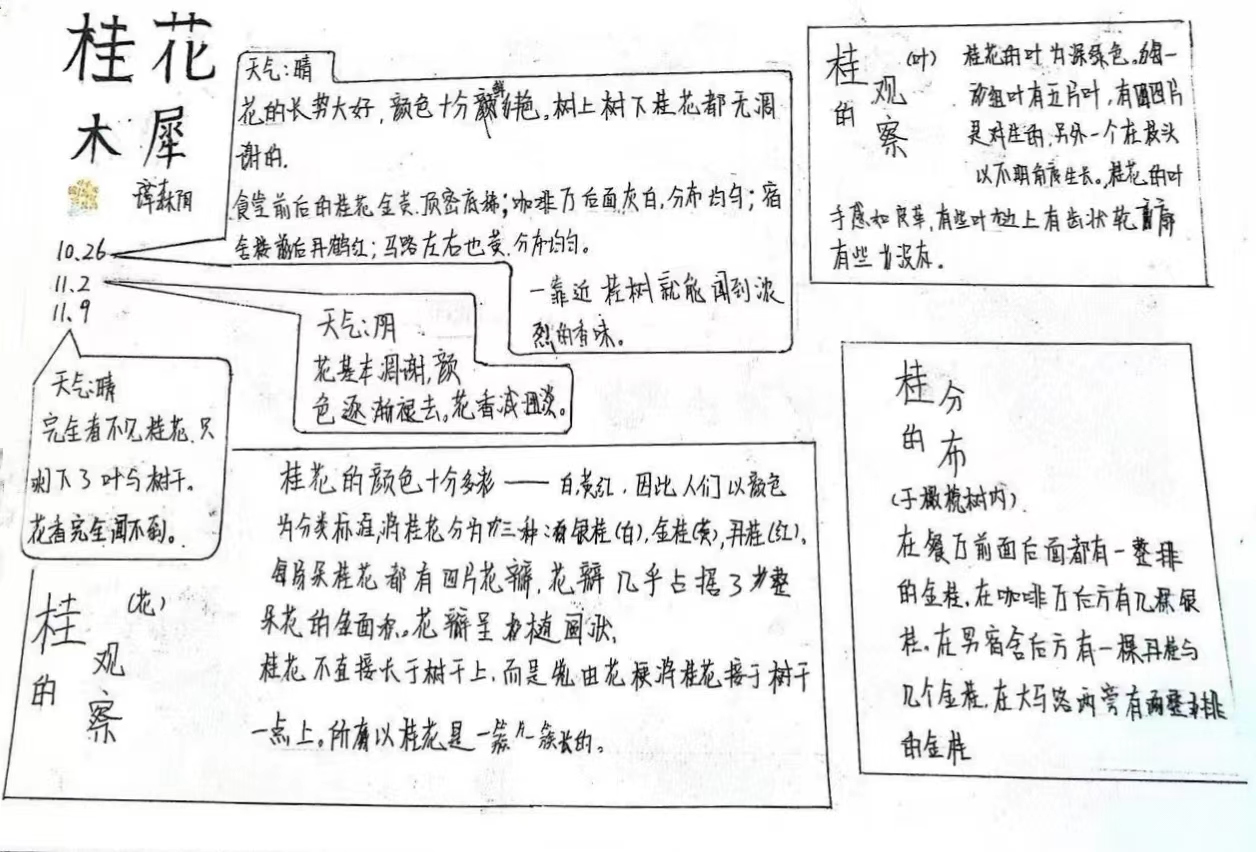 桂花
木犀
10.26
天气:晴
花的长势大好,颜色十分鲜艳。树上树下桂花都无凋
谢的.
食堂前后的桂花金黄.顶密底稀;咖啡厅后面灰白,分布均匀;宿
舍楼前后丹鹤红;马路左右也黄.分布均匀。
一靠近桂树就能闻到浓
烈的香味。
11.2
天气:阴
花基本凋谢,颜
色逐渐褪去。花香减淡。
11.9
天气:晴
完全看不见桂花.只
剩下了叶与树干。
花香完全闻不到。
桂的观察
(花)
桂花的颜色十分多彩——白,黄,红.因此人们以颜色
为分类标准,将桂花分为三种:银桂(白),金桂(黄),丹桂(红)。
每朵桂花都有四片花瓣,花瓣几乎占据了整
朵花的全面积。花瓣呈椭圆状.
桂花不直接长于树干上,而是先由花梗将桂花接于树干
一点上。所以桂花是一簇一簇长的。
桂的观察
(叶)
桂花的叶为深绿色。每一
组叶有五片叶,有四片
是对生的,另外一个在枝头
以不明角度生长。桂花的叶
手感如皮革,有些叶边上有齿状轮廓
有些没有.
桂的分布
(于橄榄树内)
在餐厅前面后面都有一整排
的金桂.在咖啡厅后方有几棵银
桂.在男宿舍后方有一棵丹桂与
几个金桂.在大马路两旁有两整排
的金桂